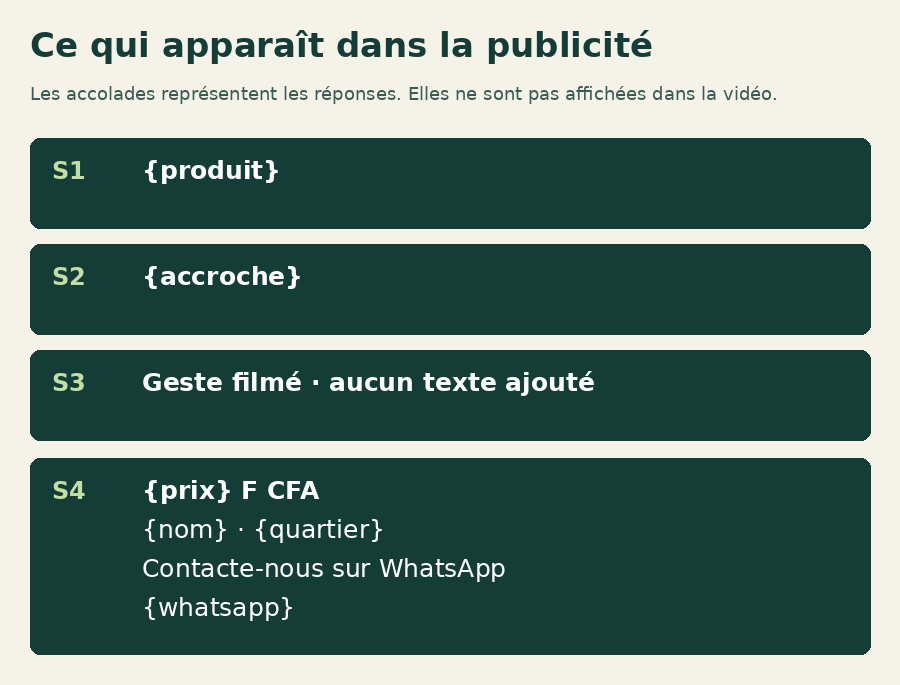 Ce qui apparaît dans la publicité
Les accolades représentent les réponses. Elles ne sont pas affichées dans la vidéo.
S1 {produit}
S2 {accroche}
S3 Geste filmé · aucun texte ajouté
S4 {prix} F CFA
{nom} · {quartier}
Contacte-nous sur WhatsApp
{whatsapp}